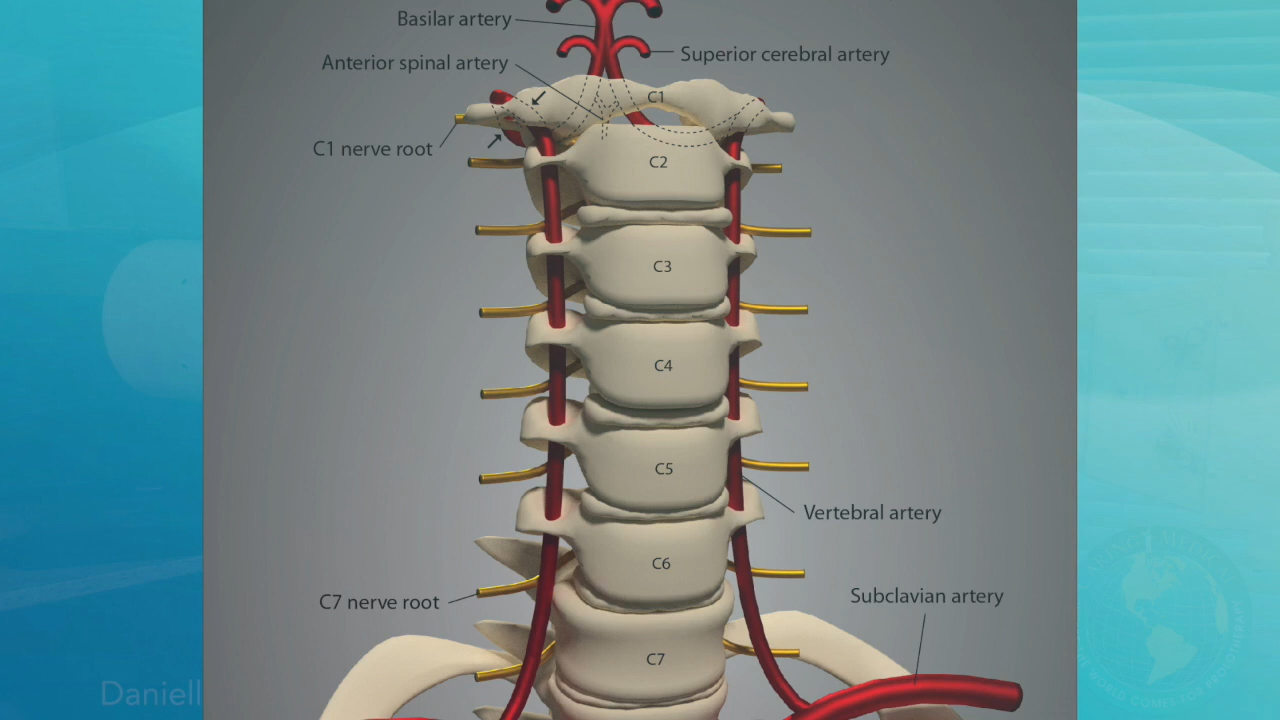 Basilar artery
Superior cerebral artery
Anterior spinal artery
C1
C1 nerve root
C2
C3
C4
C5
Vertebral artery
C6
Subclavian artery
C7 nerve root
C7
Daniell